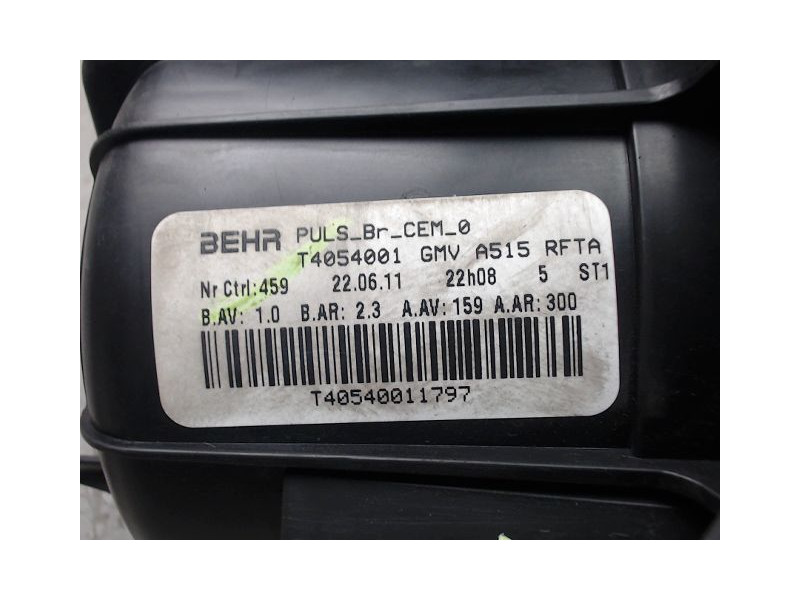 BEHR PULS_Br_CEM_0
T4054001 GMV A515 RFTA
Nr Ctrl:459 22.06.11 22h08 5 ST1
B.AV: 1.0 B.AR: 2.3 A.AV: 159 A.AR: 300
T40540011797